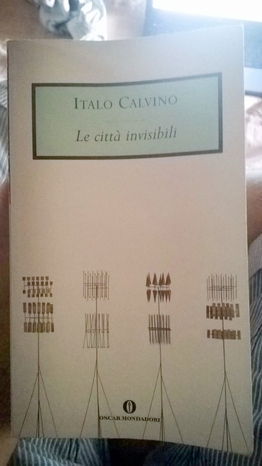 ITALO CALVINO
Le città invisibili
OSCAR MONDADORI